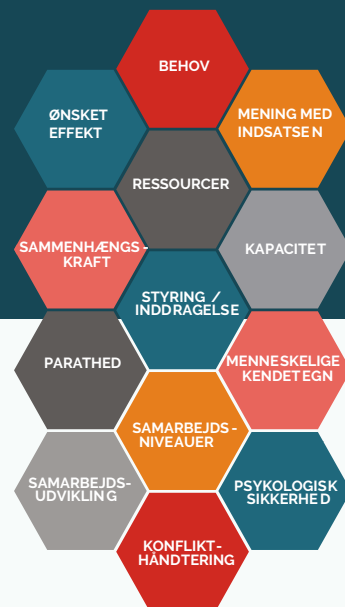 BEHOV
ØNSKET
EFFEKT
MENING MED
INDSATSEN
RESSOURCER
SAMMENHÆNGS-
KRAFT
KAPACITET
STYRING /
INDDRAGELSE
PARATHED
MENNESKELIGE
KENDETEGN
SAMARBEJDS-
NIVEAUER
SAMARBEJDS-
UDVIKLING
PSYKOLOGISK
SIKKERHED
KONFLIKT-
HÅNDTERING